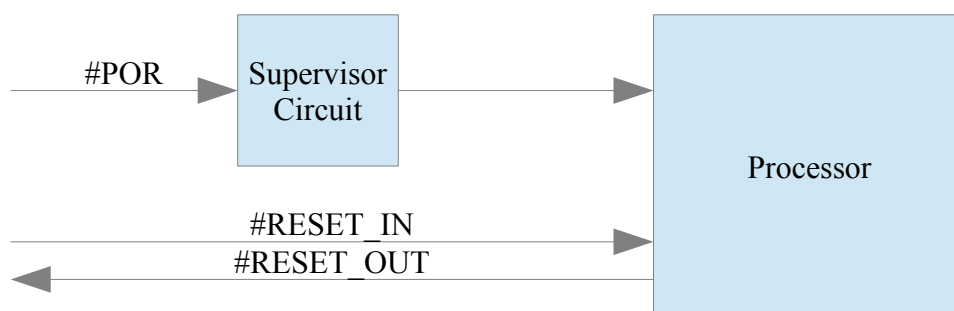 #POR
Supervisor
Circuit
Processor
#RESET_IN
#RESET_OUT